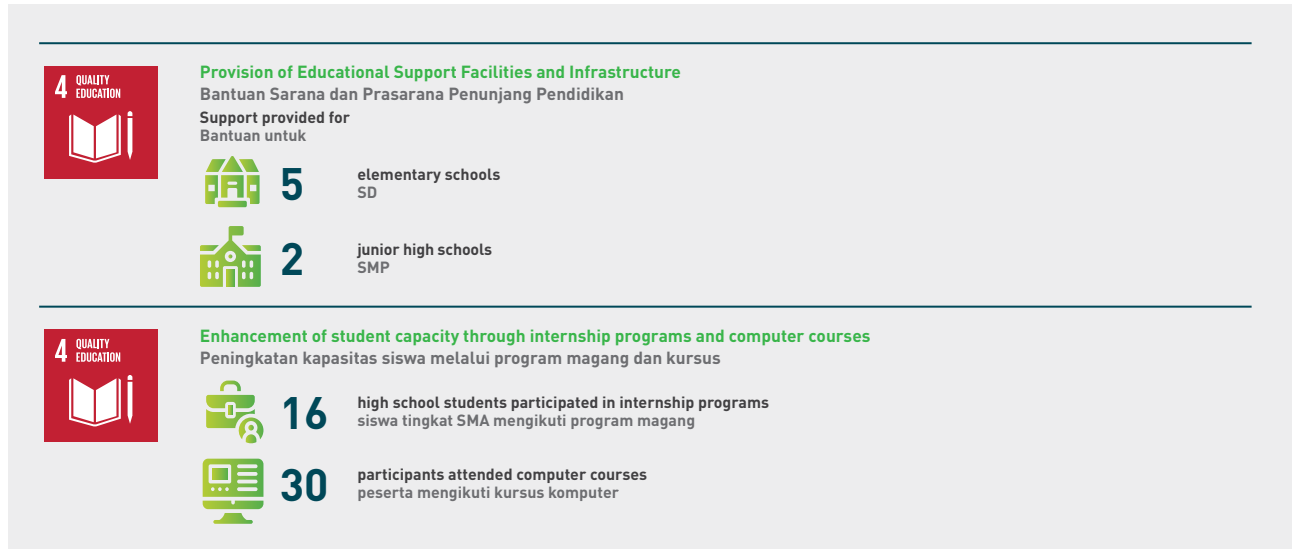 4 QUALITY
EDUCATION
Provision of Educational Support Facilities and Infrastructure
Bantuan Sarana dan Prasarana Penunjang Pendidikan
Support provided for
Bantuan untuk
5
elementary schools
SD
2
junior high schools
SMP
4 QUALITY
EDUCATION
Enhancement of student capacity through internship programs and computer courses
Peningkatan kapasitas siswa melalui program magang dan kursus
16
high school students participated in internship programs
siswa tingkat SMA mengikuti program magang
30
participants attended computer courses
peserta mengikuti kursus komputer